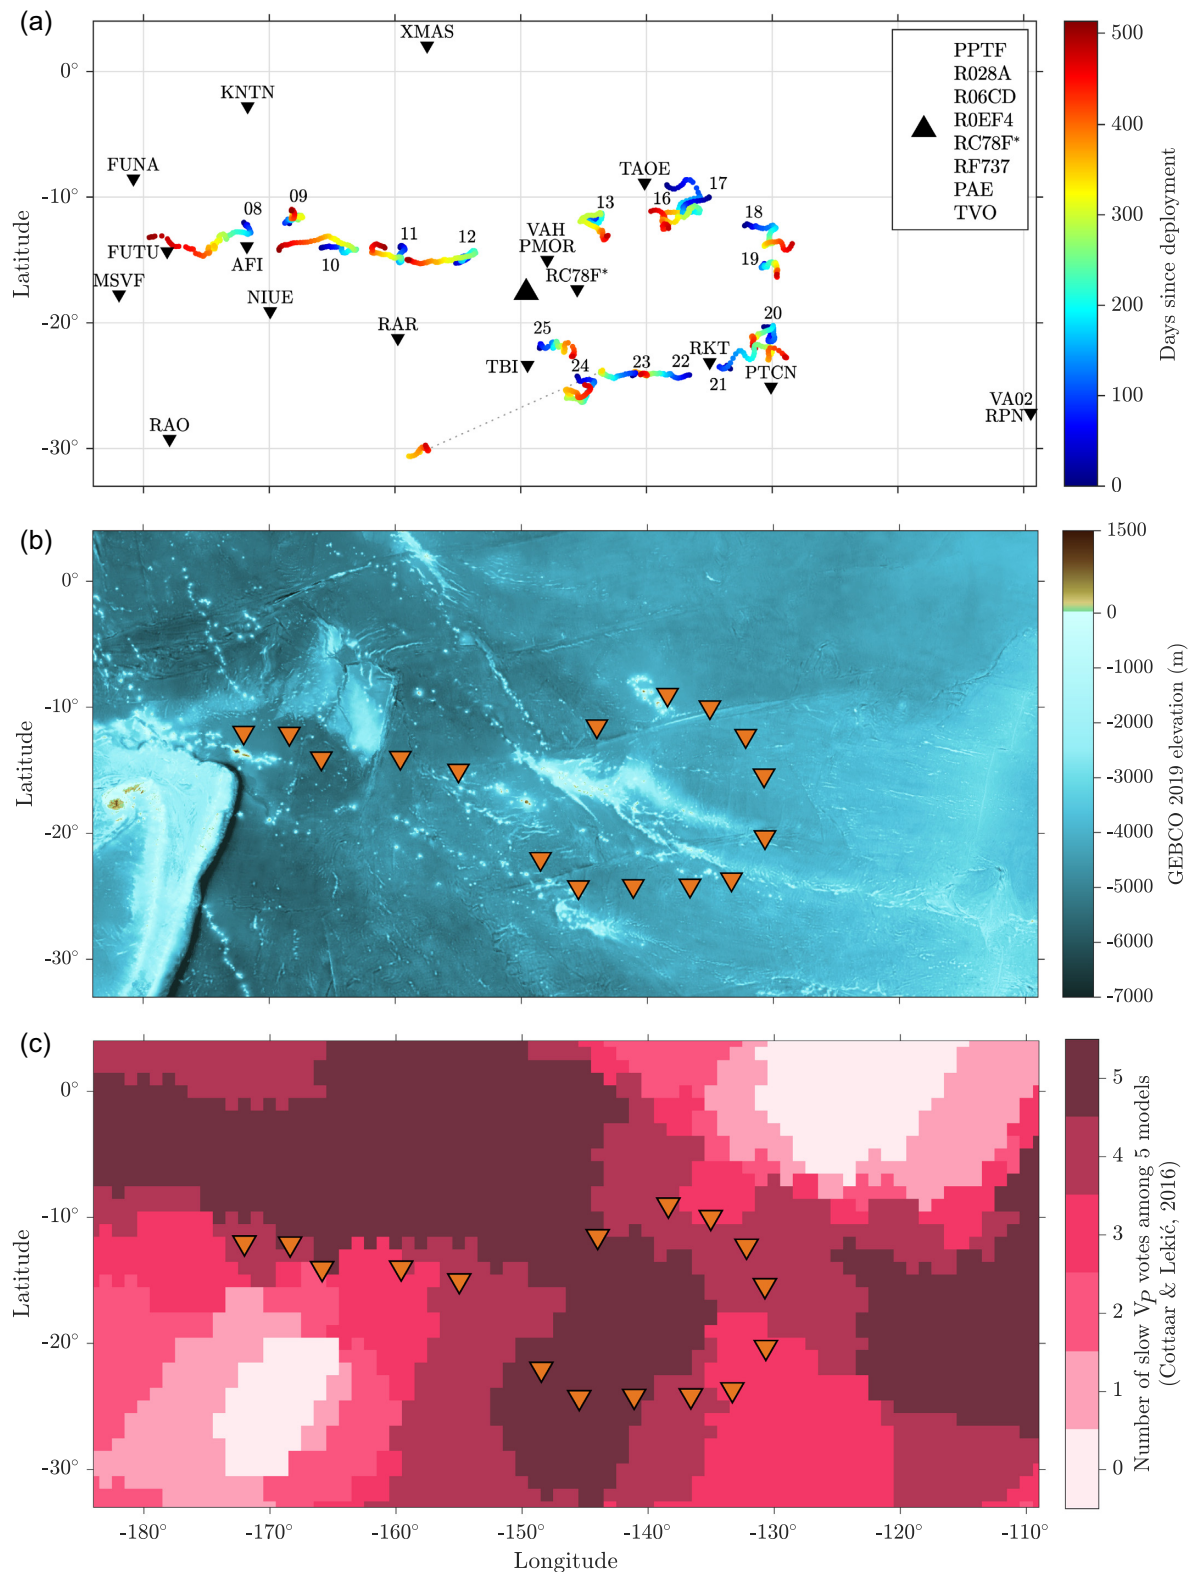 (a)
XMAS
KNTN
FUNA
TAOE
08
09
13
16
17
18
FUTU
AFI
10
11
12
VAH
PMOR
RC78F*
19
MSVF
NIUE
RAR
25
TBI
24
23
22
RKT
21
20
PTCN
RAO
VA02
RPN
PPTF
R028A
R06CD
R0EF4
RC78F*
RF737
PAE
TVO
0°
-10°
-20°
-30°
Latitude
500
400
300
200
100
0
Days since deployment
(b)
0°
-10°
-20°
-30°
Latitude
1500
0
-1000
-2000
-3000
-4000
-5000
-6000
-7000
GEBCO 2019 elevation (m)
(c)
0°
-10°
-20°
-30°
Latitude
-180°
-170°
-160°
-150°
-140°
-130°
-120°
-110°
Longitude
5
4
3
2
1
0
Number of slow VP votes among 5 models
(Cottaar & Lekić, 2016)